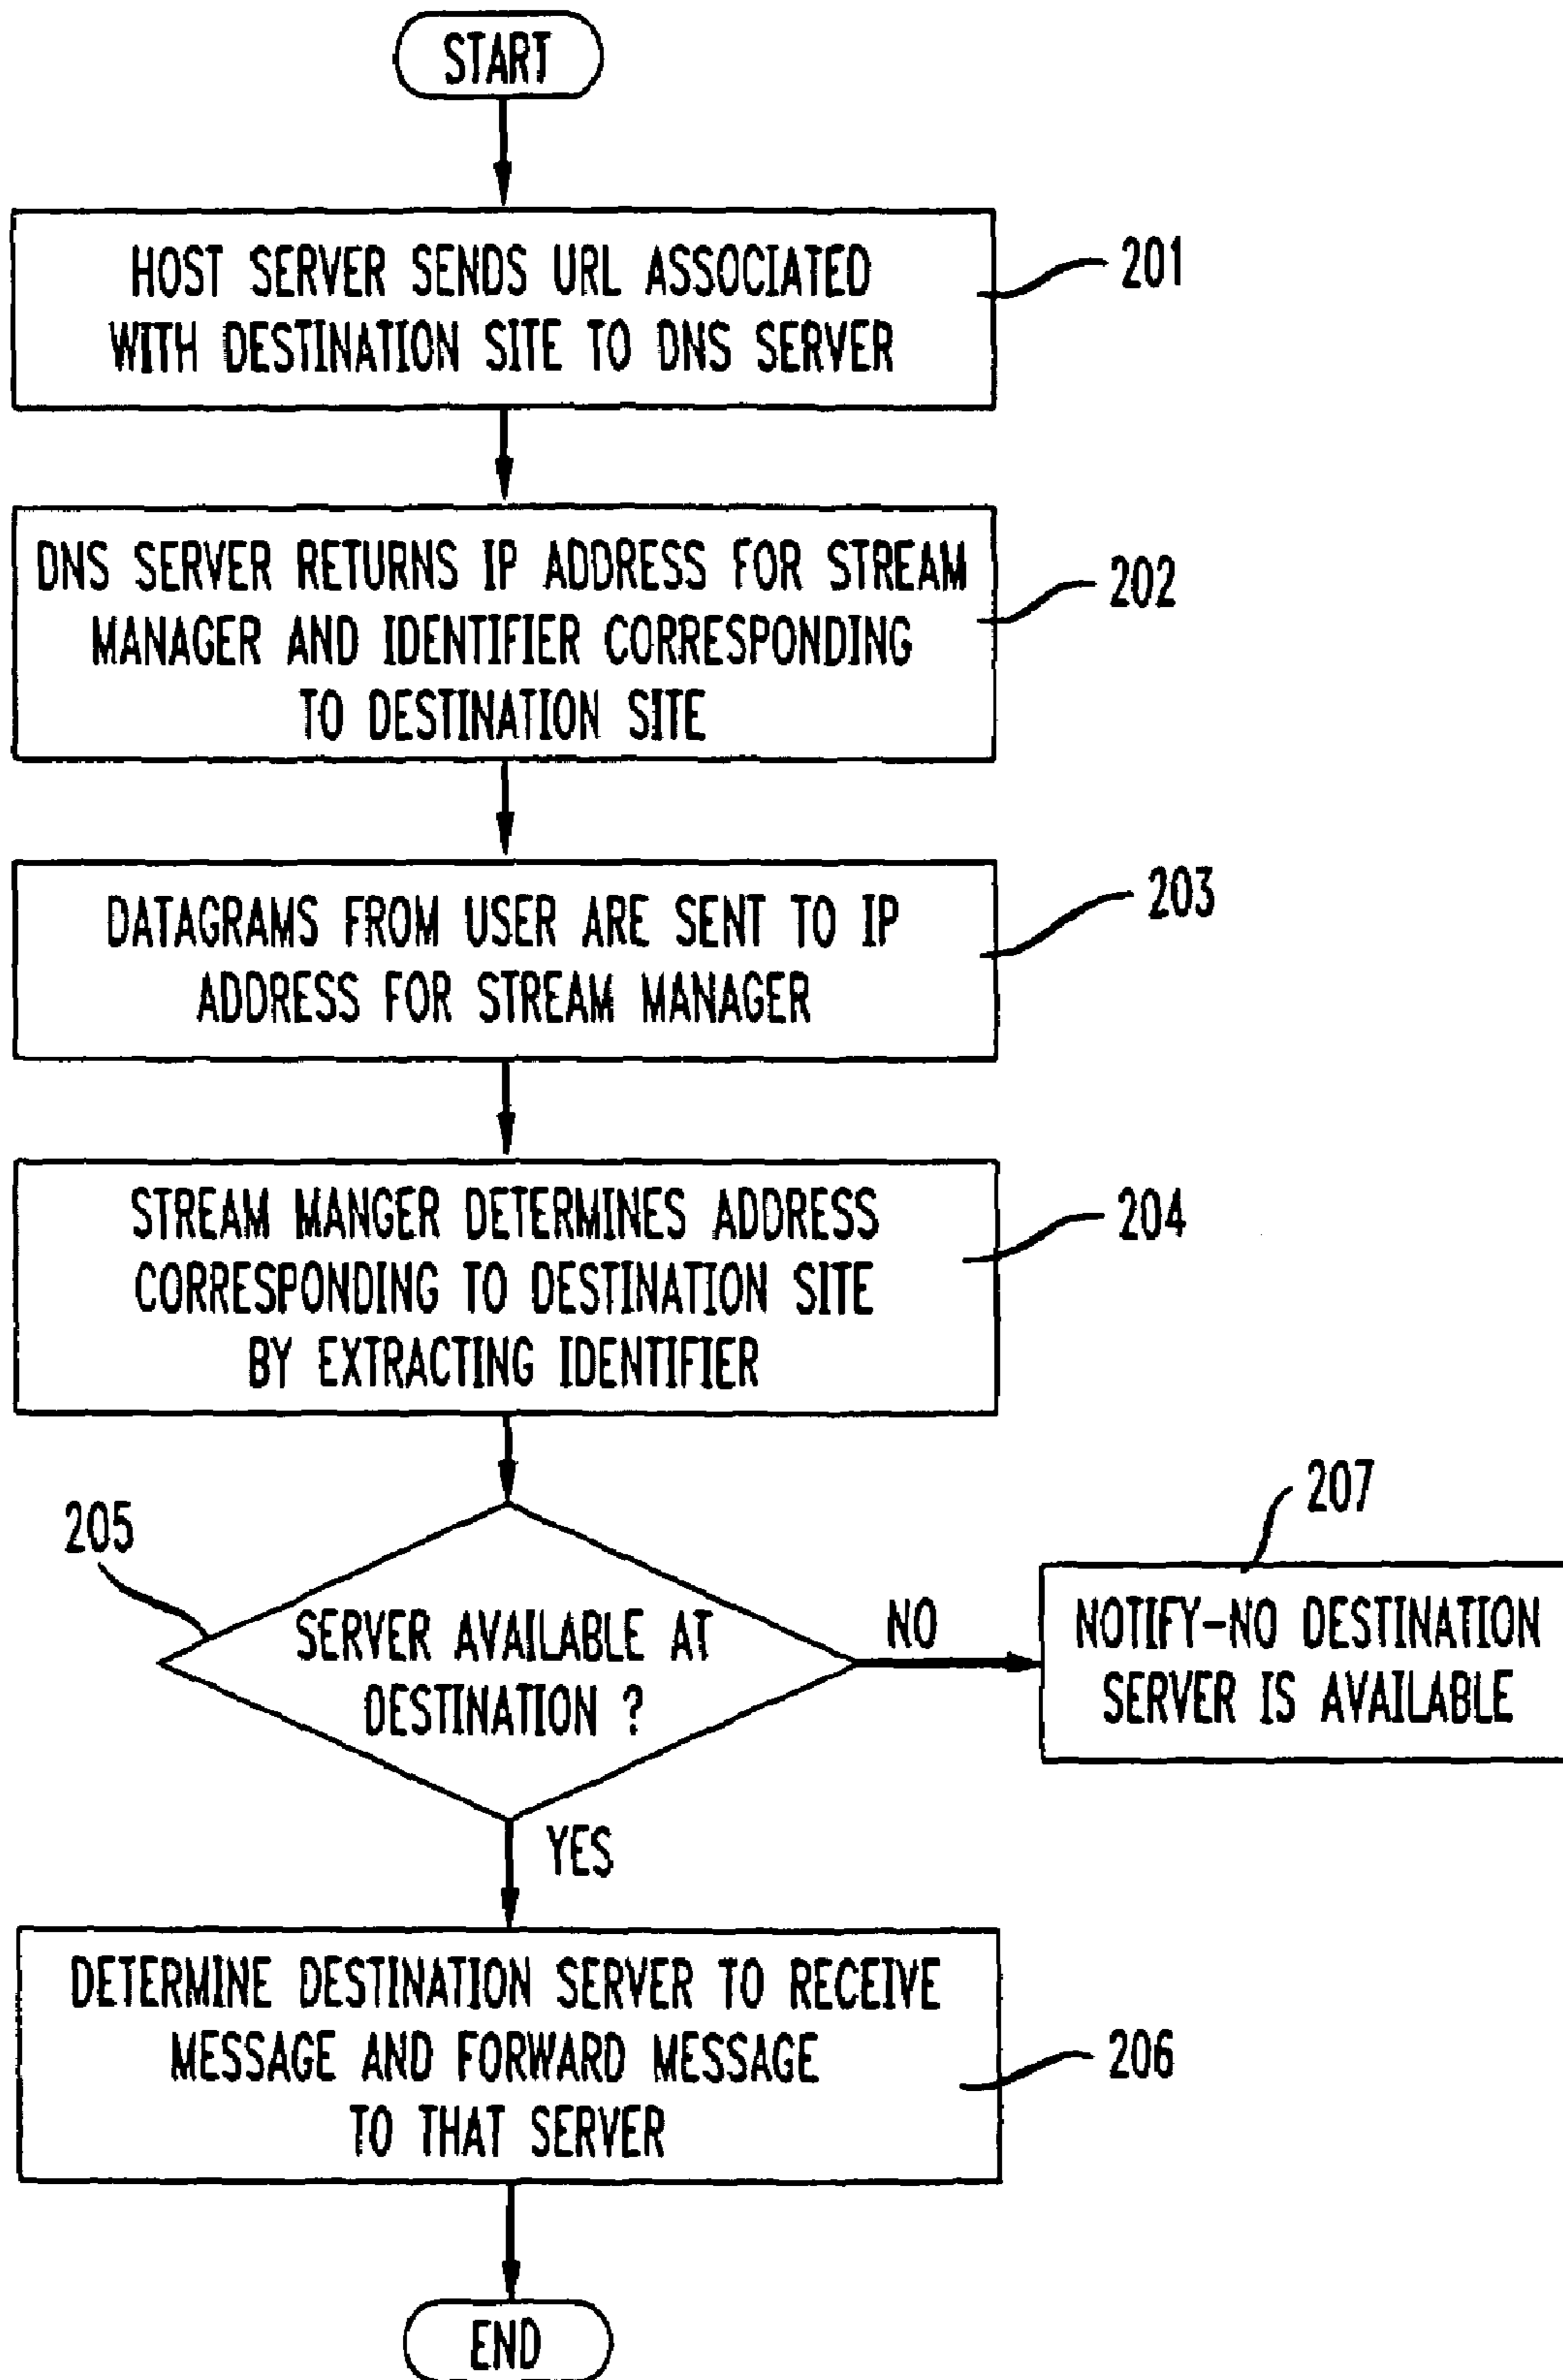 START
HOST SERVER SENDS URL ASSOCIATED
WITH DESTINATION SITE TO DNS SERVER
201
DNS SERVER RETURNS IP ADDRESS FOR STREAM
MANAGER AND IDENTIFIER CORRESPONDING
TO DESTINATION SITE
202
DATAGRAMS FROM USER ARE SENT TO IP
ADDRESS FOR STREAM MANAGER
203
STREAM MANGER DETERMINES ADDRESS
CORRESPONDING TO DESTINATION SITE
BY EXTRACTING IDENTIFIER
204
205
SERVER AVAILABLE AT
DESTINATION ?
NO
207
NOTIFY-NO DESTINATION
SERVER IS AVAILABLE
YES
DETERMINE DESTINATION SERVER TO RECEIVE
MESSAGE AND FORWARD MESSAGE
TO THAT SERVER
206
END